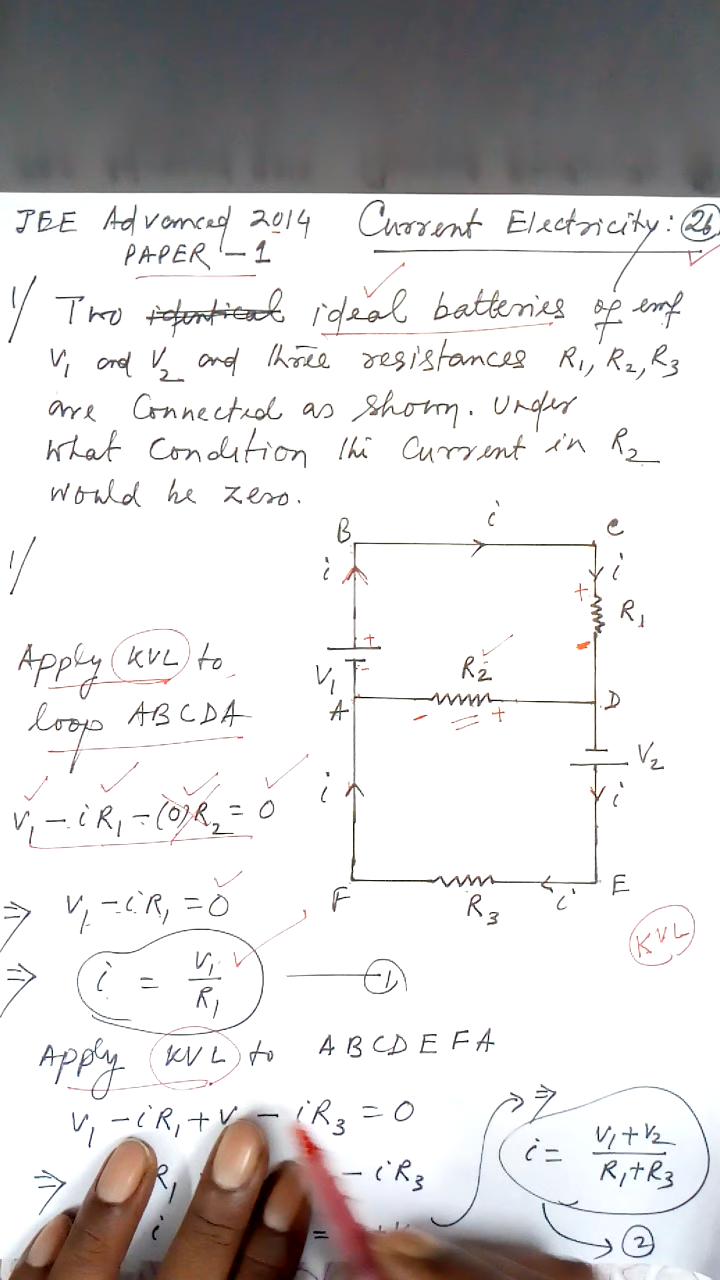 JEE Advanced 2014 Current Electricity: 26
PAPER - 1
1/ Two identical ideal batteries of emf
V₁ and V₂ and three resistances R₁, R₂, R₃
are Connected as shown. Under
what Condition the Current in R₂
would be zero.
1/
B i C
i i
+ R₁
+ -
V₁ - R₂
A - + D
V₂
i i
F R₃ i E
Apply KVL to
loop ABCDA
V₁ - iR₁ - (0)R₂ = 0
⇒ V₁ - iR₁ = 0
⇒ i = V₁/R₁ — 1
KVL
Apply KVL to ABCDEFA
V₁ - iR₁ + V - iR₃ = 0
⇒ R₁ - iR₃
i =
⇒ i = V₁+V₂/R₁+R₃
2